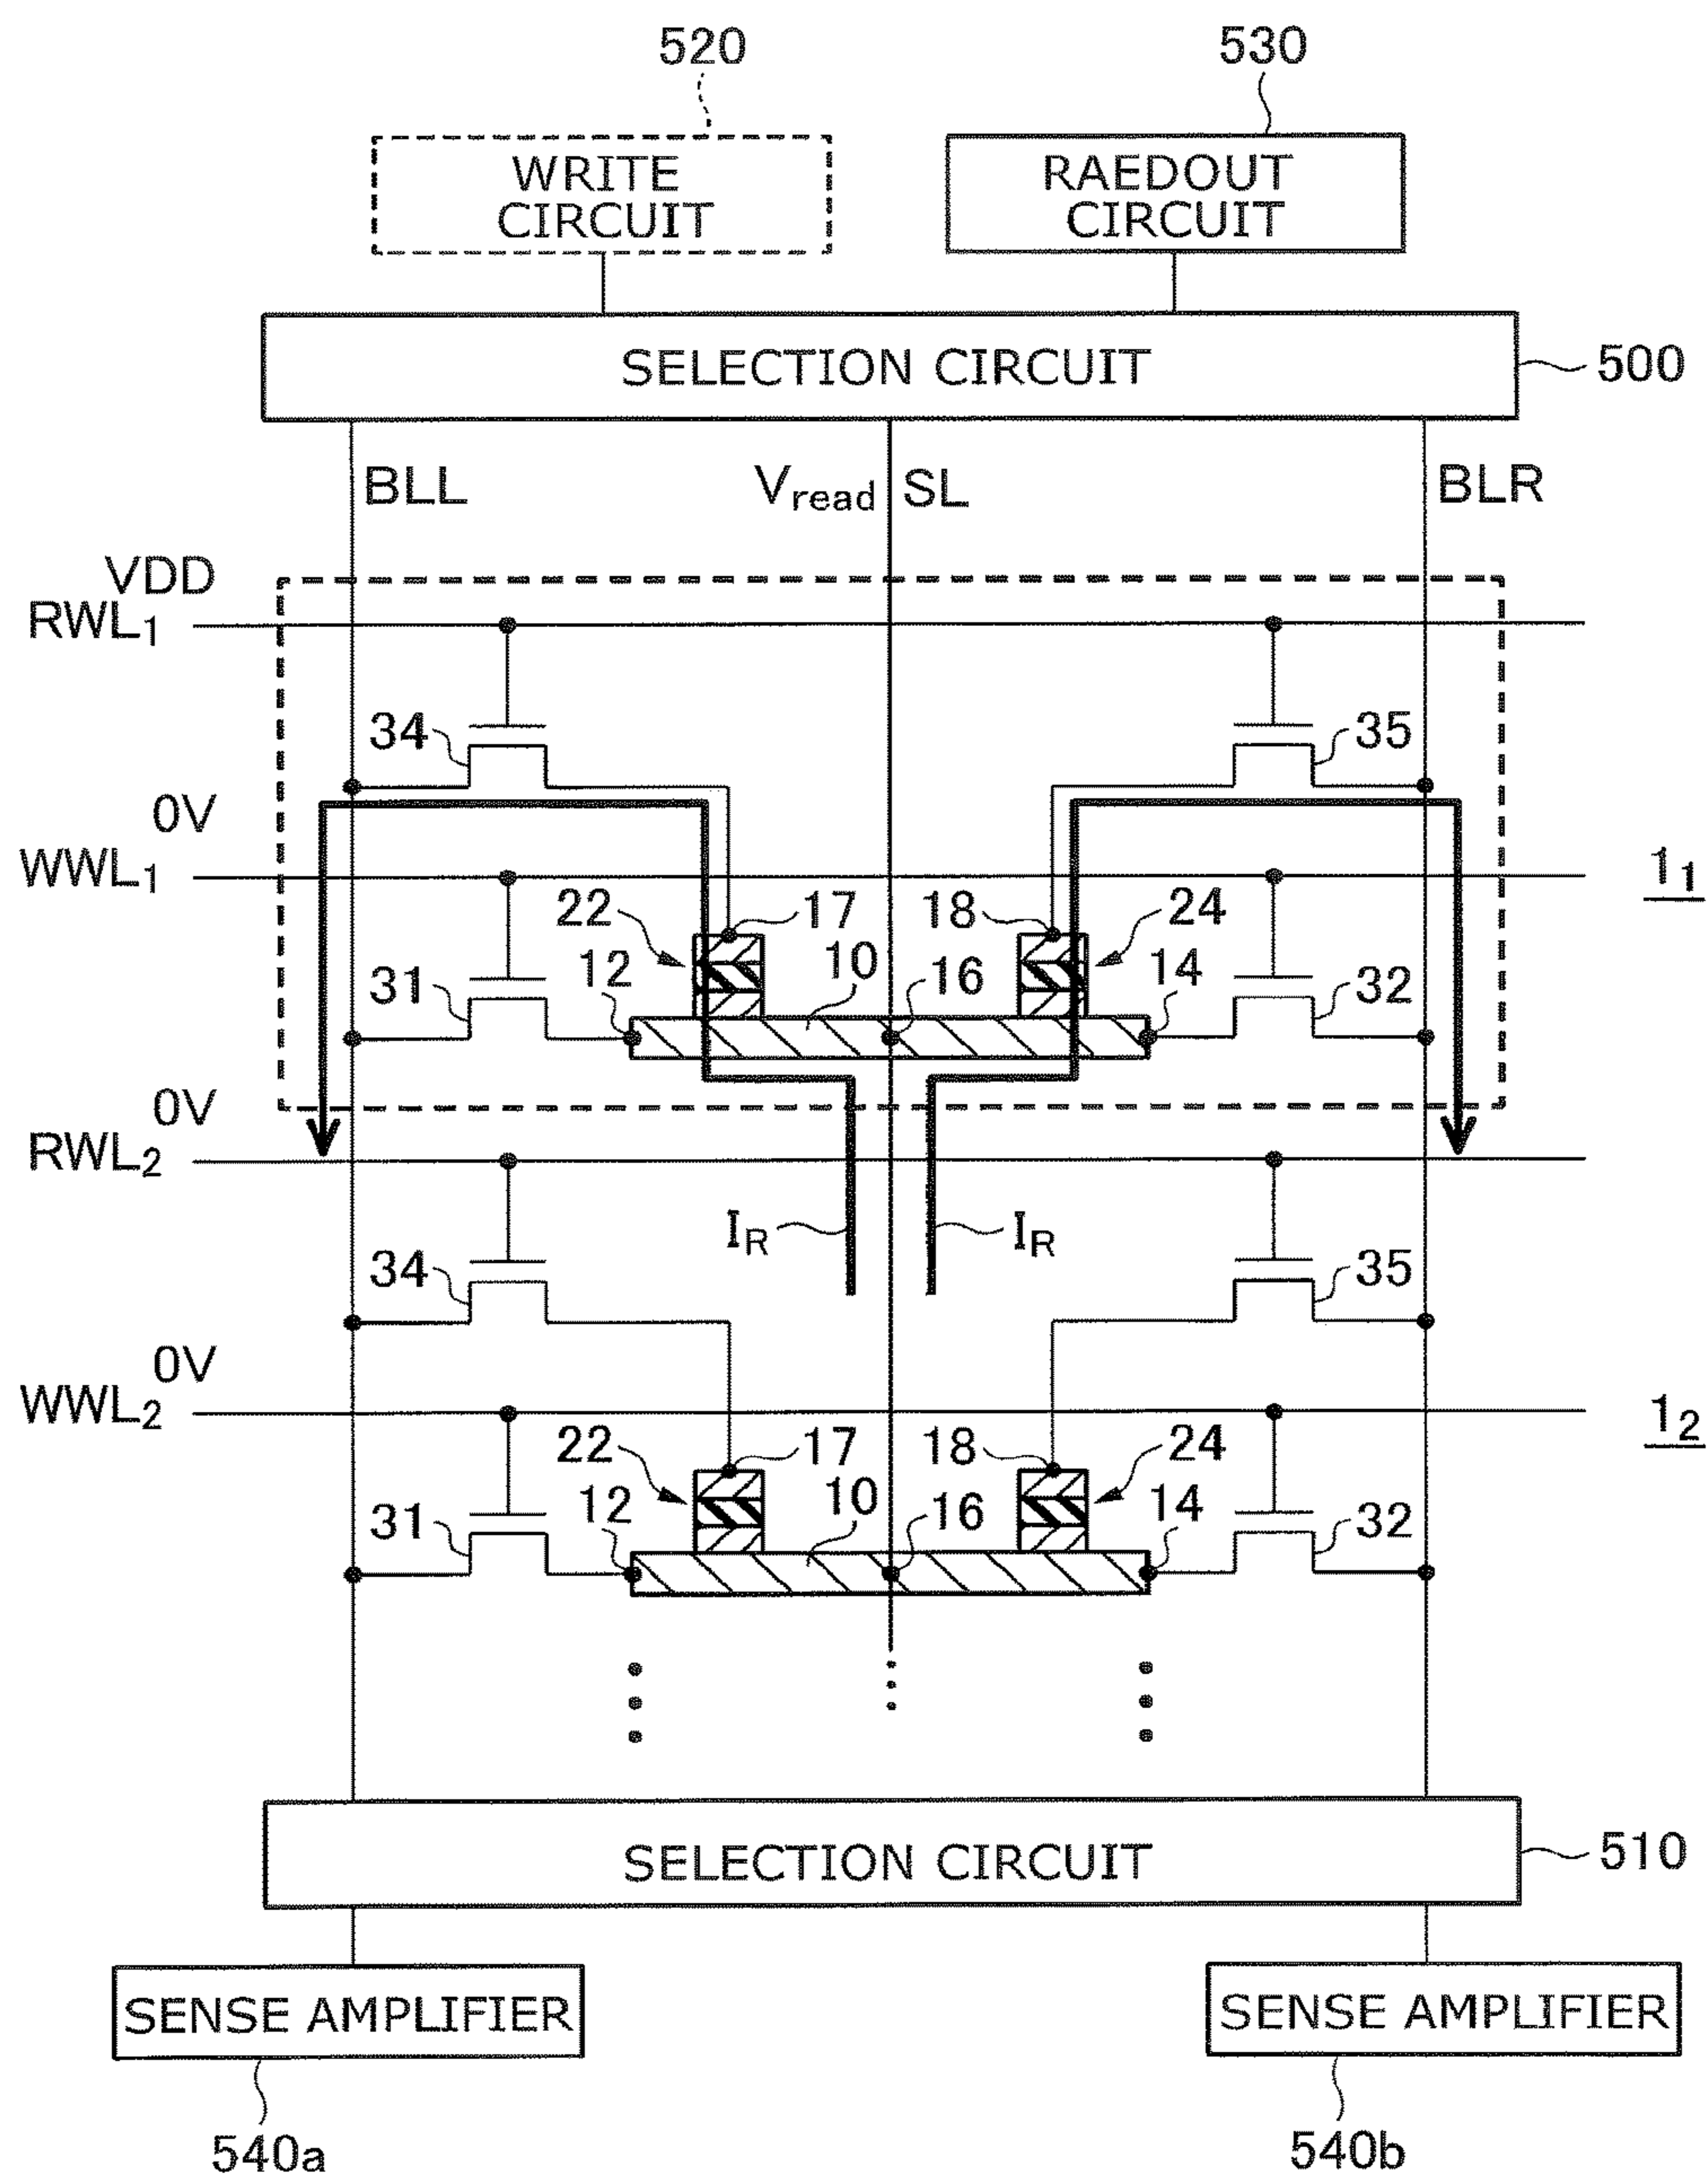 520
530
WRITE
CIRCUIT
RAEDOUT
CIRCUIT
SELECTION CIRCUIT
500
BLL
Vread
SL
BLR
VDD
RWL1
34
35
0V
WWL1
11
22
17
18
24
31
12
10
16
14
32
0V
RWL2
IR
IR
34
35
0V
WWL2
12
22
17
18
24
31
12
10
16
14
32
SELECTION CIRCUIT
510
SENSE AMPLIFIER
SENSE AMPLIFIER
540a
540b